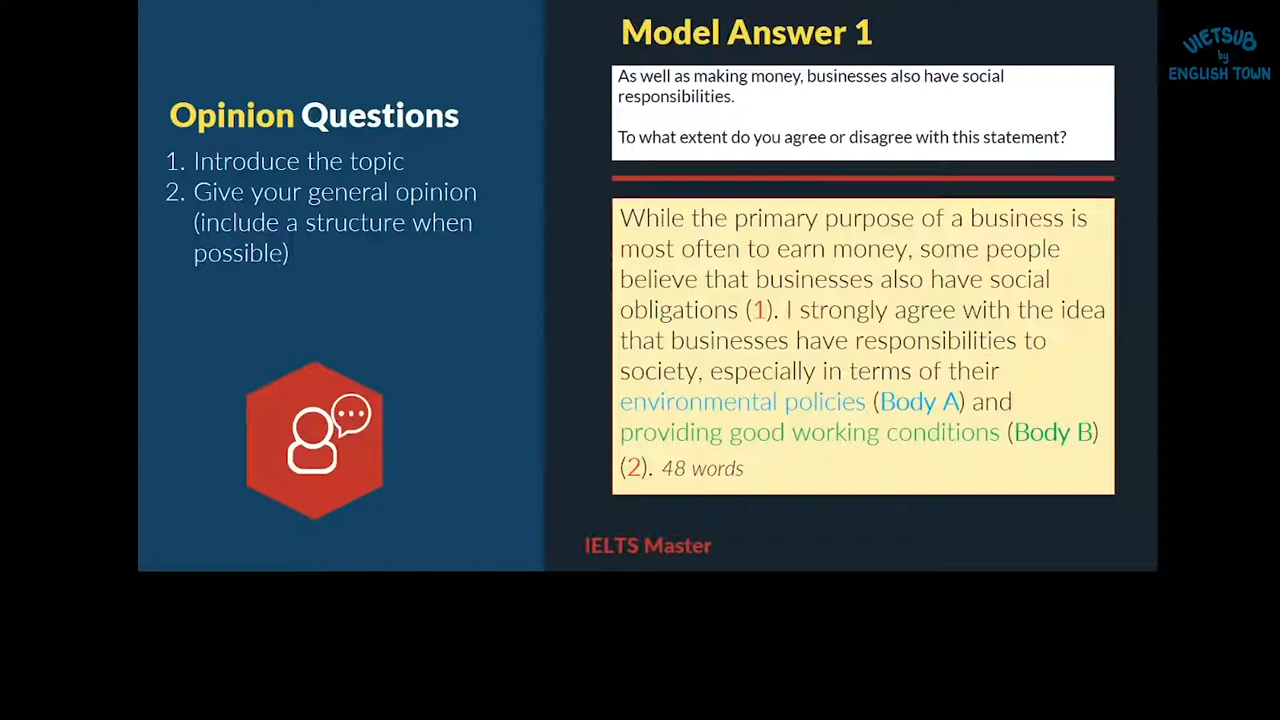 Opinion Questions
1. Introduce the topic
2. Give your general opinion
(include a structure when
possible)
Model Answer 1
As well as making money, businesses also have social
responsibilities.
To what extent do you agree or disagree with this statement?
While the primary purpose of a business is
most often to earn money, some people
believe that businesses also have social
obligations (1). I strongly agree with the idea
that businesses have responsibilities to
society, especially in terms of their
environmental policies (Body A) and
providing good working conditions (Body B)
(2). 48 words
IELTS Master
VIETSUB
by
ENGLISH TOWN